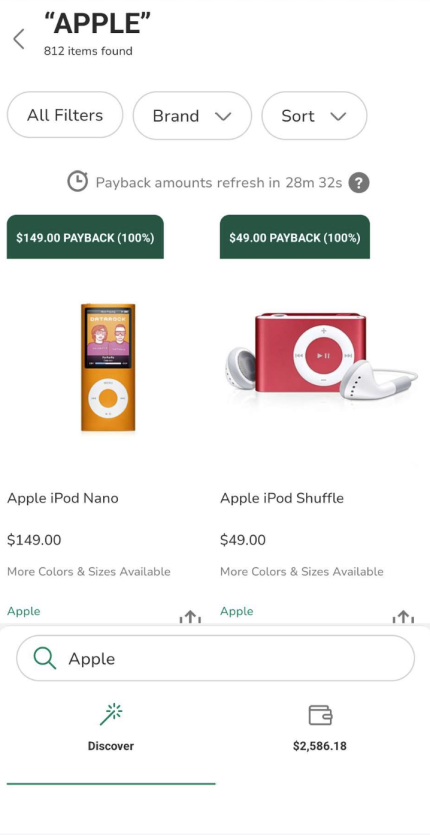 “APPLE”
812 items found
All Filters
Brand
Sort
Payback amounts refresh in 28m 32s ?
$149.00 PAYBACK (100%)
$49.00 PAYBACK (100%)
DATAROCK
Apple iPod Nano
Apple iPod Shuffle
$149.00
$49.00
More Colors & Sizes Available
More Colors & Sizes Available
Apple
Apple
Apple
Discover
$2,586.18